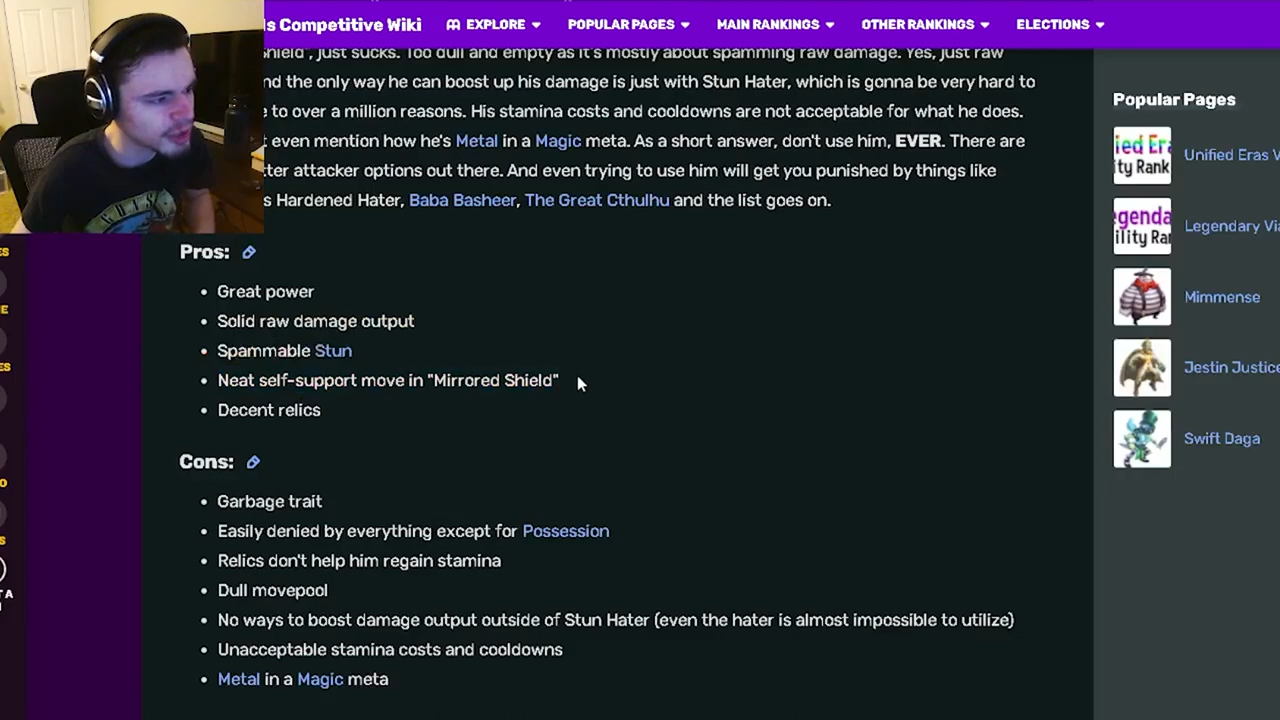 ls Competitive Wiki EXPLORE POPULAR PAGES MAIN RANKINGS OTHER RANKINGS ELECTIONS
shield", just sucks. Too dull and empty as it's mostly about spamming raw damage. Yes, just raw
nd the only way he can boost up his damage is just with Stun Hater, which is gonna be very hard to
e to over a million reasons. His stamina costs and cooldowns are not acceptable for what he does.
t even mention how he's Metal in a Magic meta. As a short answer, don't use him, EVER. There are
tter attacker options out there. And even trying to use him will get you punished by things like
s Hardened Hater, Baba Basheer, The Great Cthulhu and the list goes on.
Pros:
• Great power
• Solid raw damage output
• Spammable Stun
• Neat self-support move in "Mirrored Shield"
• Decent relics
Cons:
• Garbage trait
• Easily denied by everything except for Possession
• Relics don't help him regain stamina
• Dull movepool
• No ways to boost damage output outside of Stun Hater (even the hater is almost impossible to utilize)
• Unacceptable stamina costs and cooldowns
• Metal in a Magic meta
Popular Pages
Unified Eras V
Legendary Via
Mimmense
Jestin Justice
Swift Daga